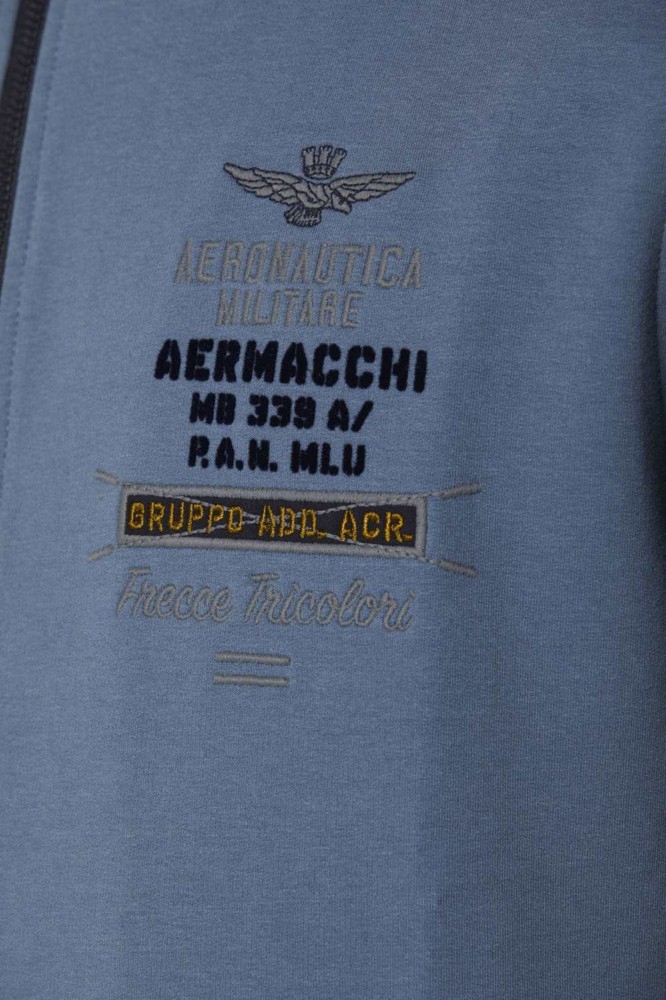 AERONAUTICA
MILITARE
AERMACCHI
MB 339 A/
P.A.N. MLU
GRUPPO ADD. ACR.
Frecce Tricolori